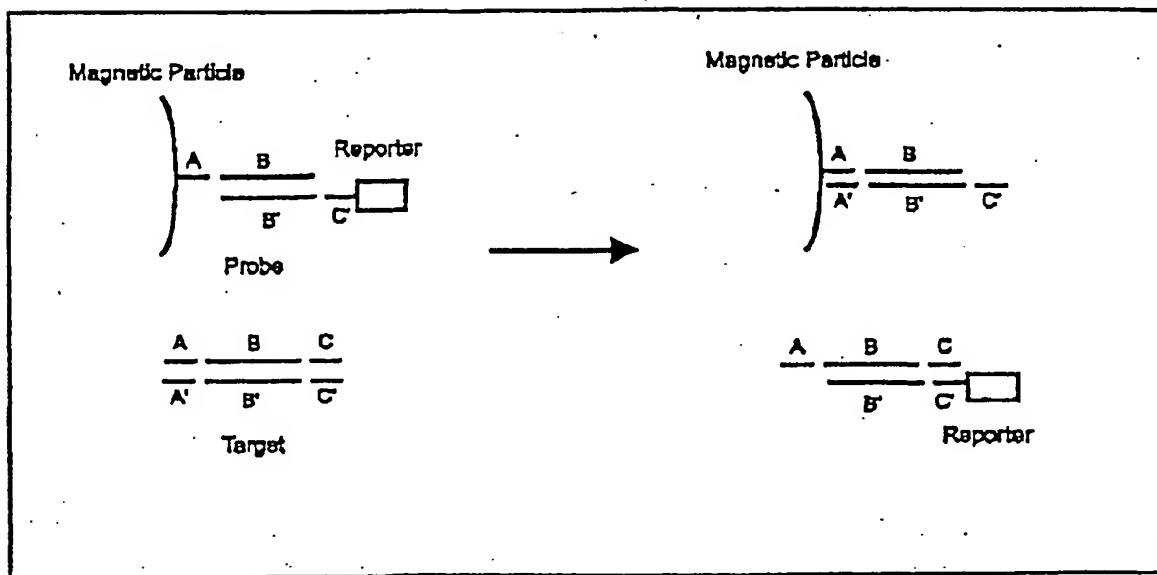 Magnetic Particle
Magnetic Particle
A B Reporter
B' C'
Probe
A B
A' B' C'
A B C
A' B' C'
Target
A B C
B' C'
Reporter